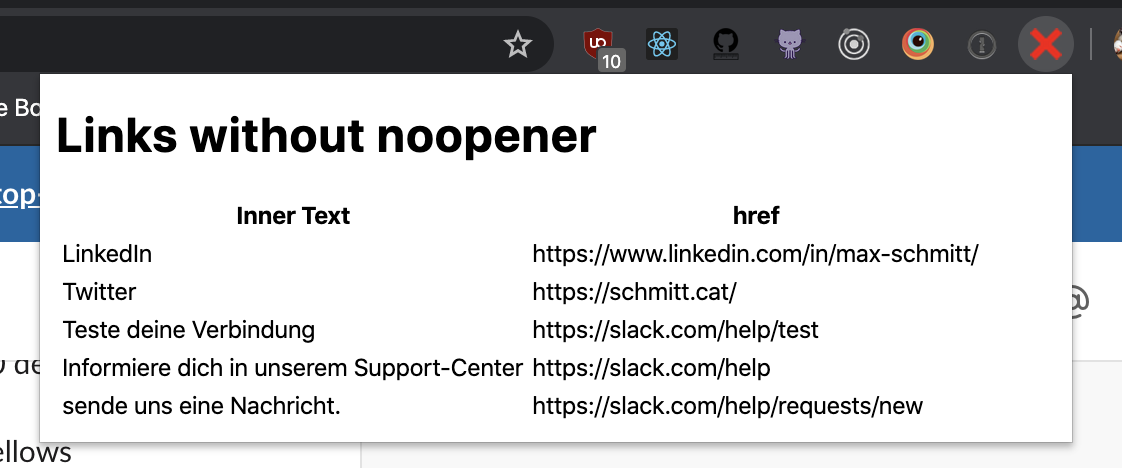 10
e Bo
top-
Links without noopener
Inner Text href
LinkedIn https://www.linkedin.com/in/max-schmitt/
Twitter https://schmitt.cat/
Teste deine Verbindung https://slack.com/help/test
Informiere dich in unserem Support-Center https://slack.com/help
sende uns eine Nachricht. https://slack.com/help/requests/new
@
de
ellows